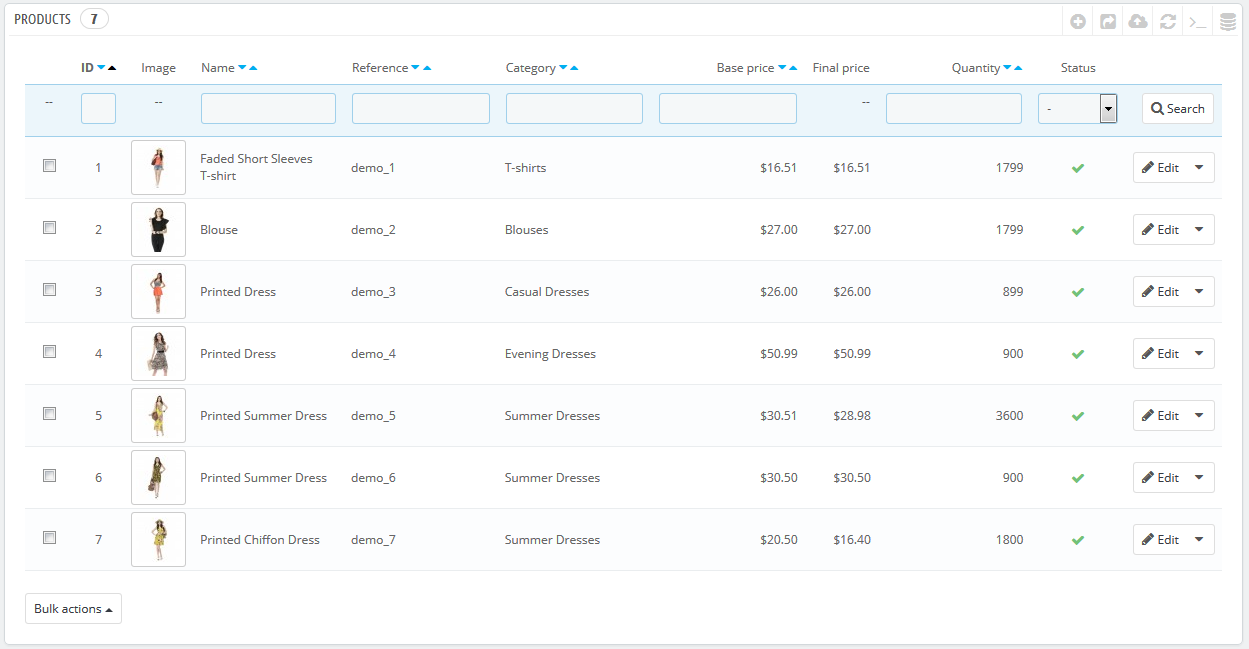 PRODUCTS 7
>_
ID Image Name Reference Category Base price Final price Quantity Status
-- -- -- - Search
1 Faded Short Sleeves T-shirt demo_1 T-shirts $16.51 $16.51 1799 Edit
2 Blouse demo_2 Blouses $27.00 $27.00 1799 Edit
3 Printed Dress demo_3 Casual Dresses $26.00 $26.00 899 Edit
4 Printed Dress demo_4 Evening Dresses $50.99 $50.99 900 Edit
5 Printed Summer Dress demo_5 Summer Dresses $30.51 $28.98 3600 Edit
6 Printed Summer Dress demo_6 Summer Dresses $30.50 $30.50 900 Edit
7 Printed Chiffon Dress demo_7 Summer Dresses $20.50 $16.40 1800 Edit
Bulk actions